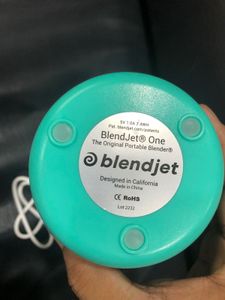 5V 1.0A 7.4WH
Pat. blendjet.com/patents
BlendJet® One
The Original Portable Blender®
blendjet
Designed in California
Made in China
CE RoHS
Lot 2232